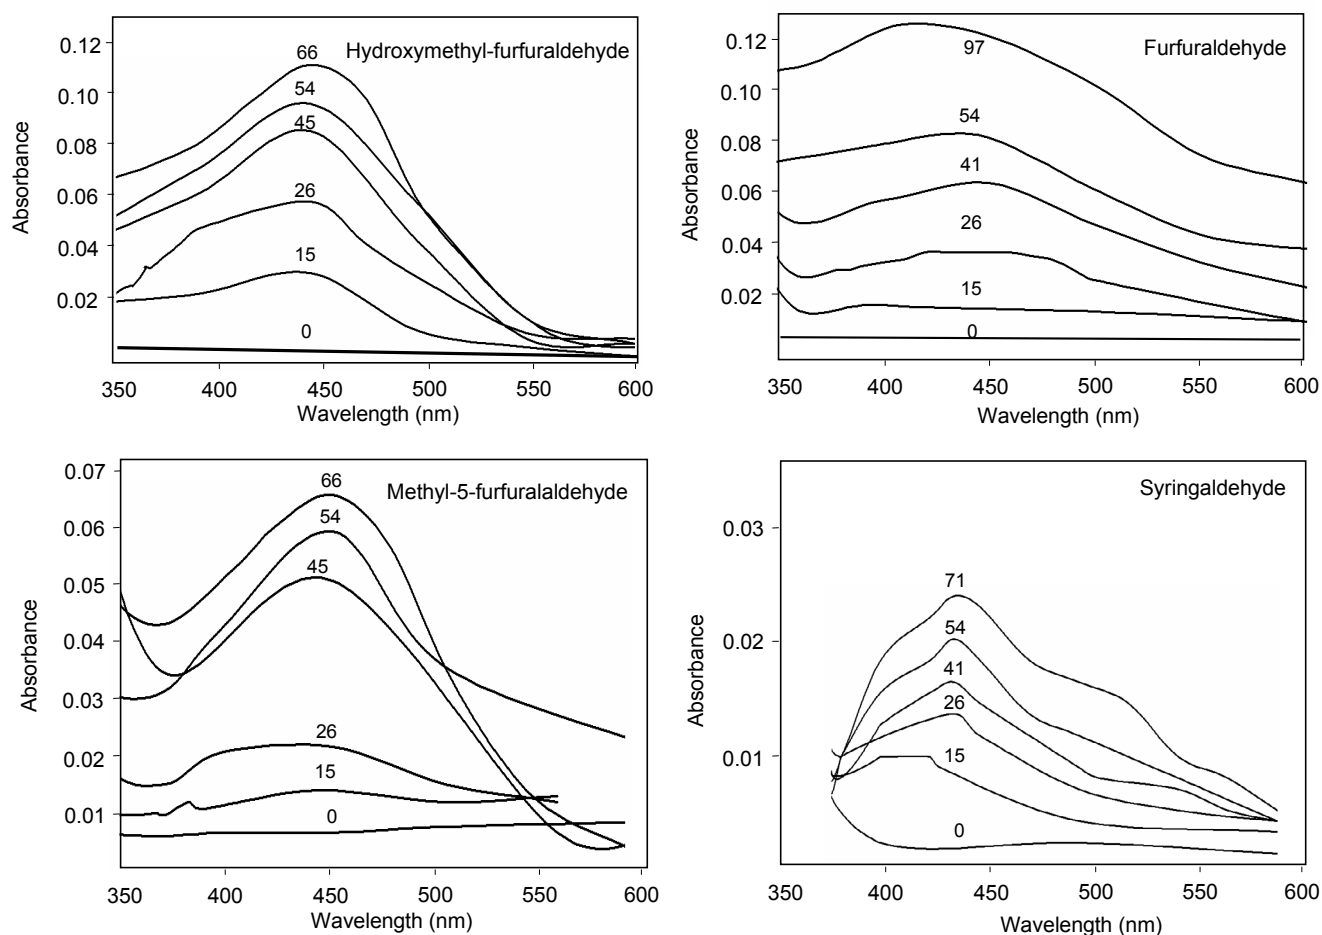 Hydroxymethyl-furfuraldehyde
Absorbance
0.12
0.10
0.08
0.06
0.04
0.02
66
54
45
26
15
0
350 400 450 500 550 600
Wavelength (nm)
Furfuraldehyde
Absorbance
0.12
0.10
0.08
0.06
0.04
0.02
97
54
41
26
15
0
350 400 450 500 550 600
Wavelength (nm)
Methyl-5-furfuralaldehyde
Absorbance
0.07
0.06
0.05
0.04
0.03
0.02
0.01
66
54
45
26
15
0
350 400 450 500 550 600
Wavelength (nm)
Syringaldehyde
Absorbance
0.03
0.02
0.01
71
54
41
26
15
0
400 450 500 550 600
Wavelength (nm)